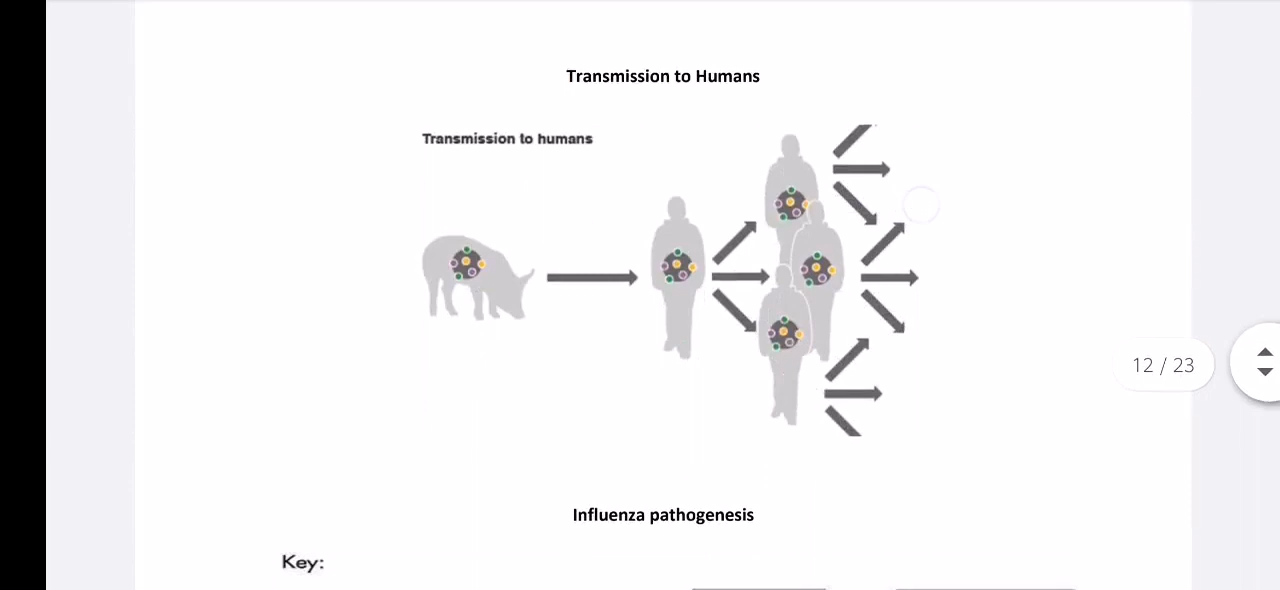 Transmission to Humans
Transmission to humans
12 / 23
Influenza pathogenesis
Key: